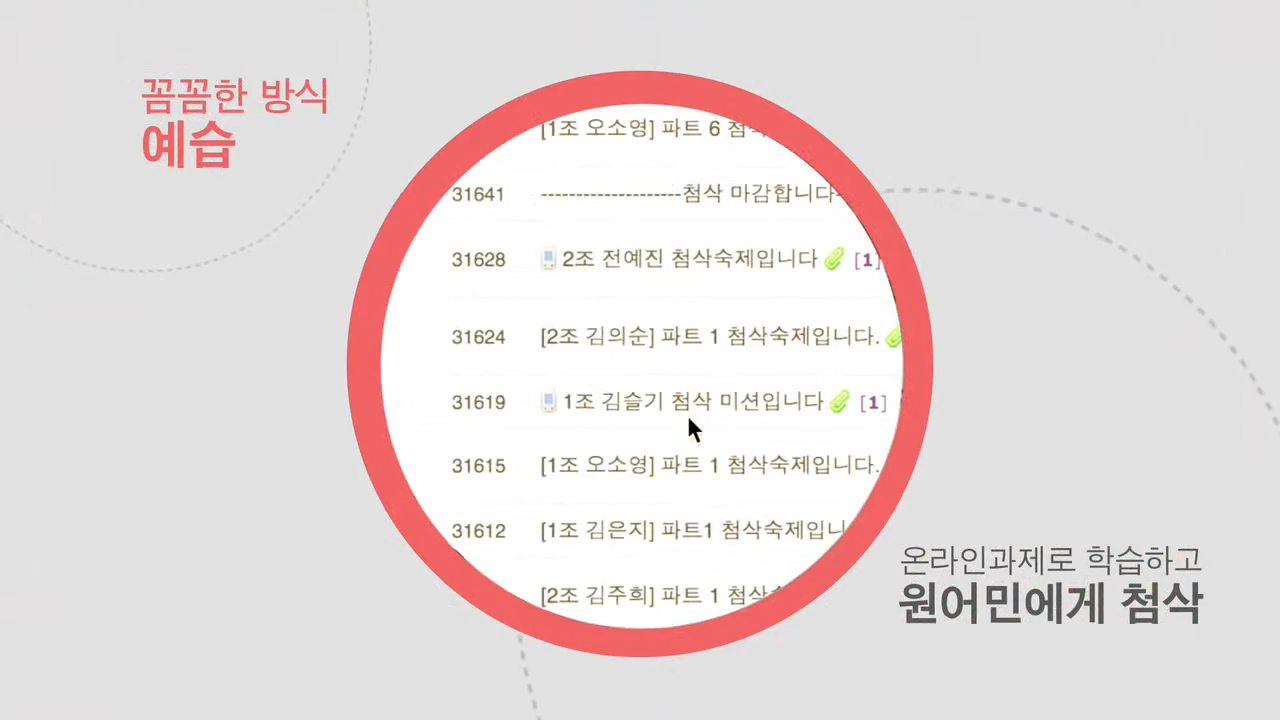 꼼꼼한 방식
예습
[1조 오소영] 파트 6 첨
31641 --------------------첨삭 마감합니다-
31628 2조 전예진 첨삭숙제입니다 [1]
31624 [2조 김의순] 파트 1 첨삭숙제입니다.
31619 1조 김슬기 첨삭 미션입니다 [1]
31615 [1조 오소영] 파트 1 첨삭숙제입니다.
31612 [1조 김은지] 파트1 첨삭숙제입니
[2조 김주희] 파트 1 첨삭
온라인과제로 학습하고
원어민에게 첨삭